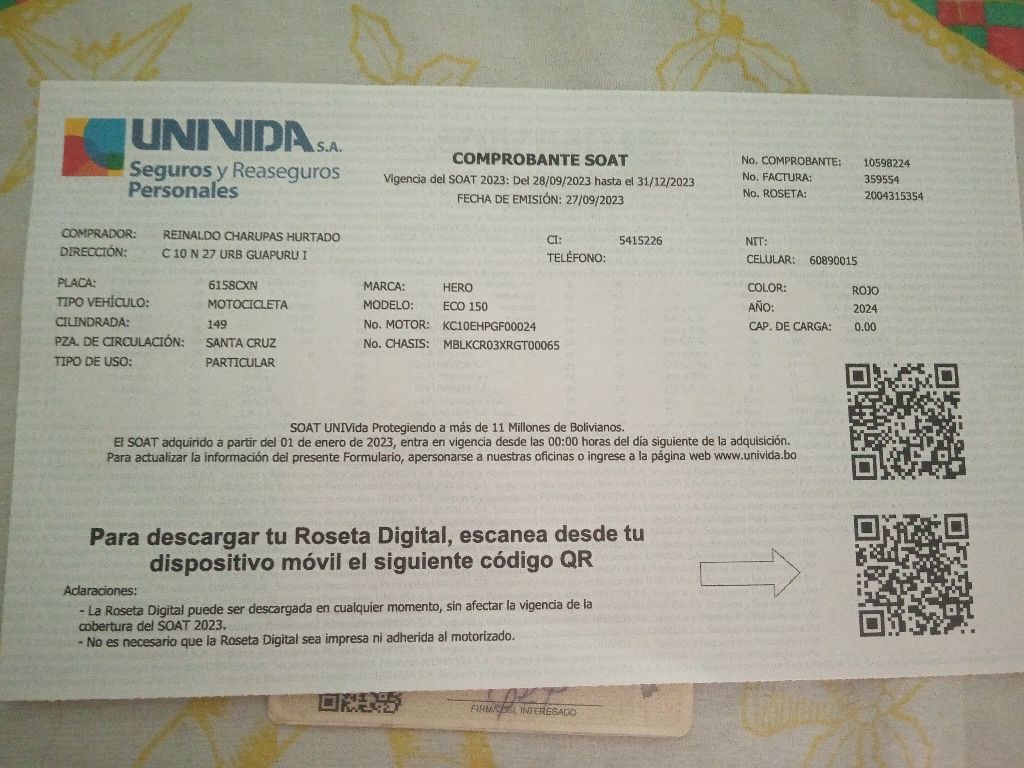 UNIVIDA S.A.
Seguros y Reaseguros
Personales
COMPROBANTE SOAT
Vigencia del SOAT 2023: Del 28/09/2023 hasta el 31/12/2023
FECHA DE EMISIÓN: 27/09/2023
No. COMPROBANTE: 10598224
No. FACTURA: 359554
No. ROSETA: 2004315354
COMPRADOR: REINALDO CHARUPAS HURTADO CI: 5415226 NIT:
DIRECCIÓN: C 10 N 27 URB GUAPURU I TELÉFONO: CELULAR: 60890015
PLACA: 6158CXN MARCA: HERO COLOR: ROJO
TIPO VEHÍCULO: MOTOCICLETA MODELO: ECO 150 AÑO: 2024
CILINDRADA: 149 No. MOTOR: KC10EHPGF00024 CAP. DE CARGA: 0.00
PZA. DE CIRCULACIÓN: SANTA CRUZ No. CHASIS: MBLKCR03XRGT00065
TIPO DE USO: PARTICULAR
SOAT UNIVida Protegiendo a más de 11 Millones de Bolivianos.
El SOAT adquirido a partir del 01 de enero de 2023, entra en vigencia desde las 00:00 horas del día siguiente de la adquisición.
Para actualizar la información del presente Formulario, apersonarse a nuestras oficinas o ingrese a la página web www.univida.bo
Para descargar tu Roseta Digital, escanea desde tu
dispositivo móvil el siguiente código QR
Aclaraciones:
- La Roseta Digital puede ser descargada en cualquier momento, sin afectar la vigencia de la
cobertura del SOAT 2023.
- No es necesario que la Roseta Digital sea impresa ni adherida al motorizado.
FIRMA DEL INTERESADO